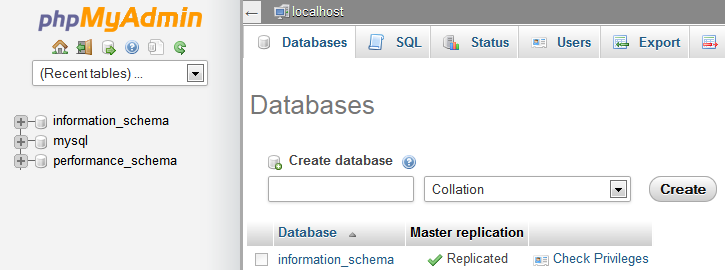 phpMyAdmin
(Recent tables) ...
information_schema
mysql
performance_schema
localhost
Databases SQL Status Users Export
Databases
Create database
Collation Create
Database Master replication
information_schema Replicated Check Privileges